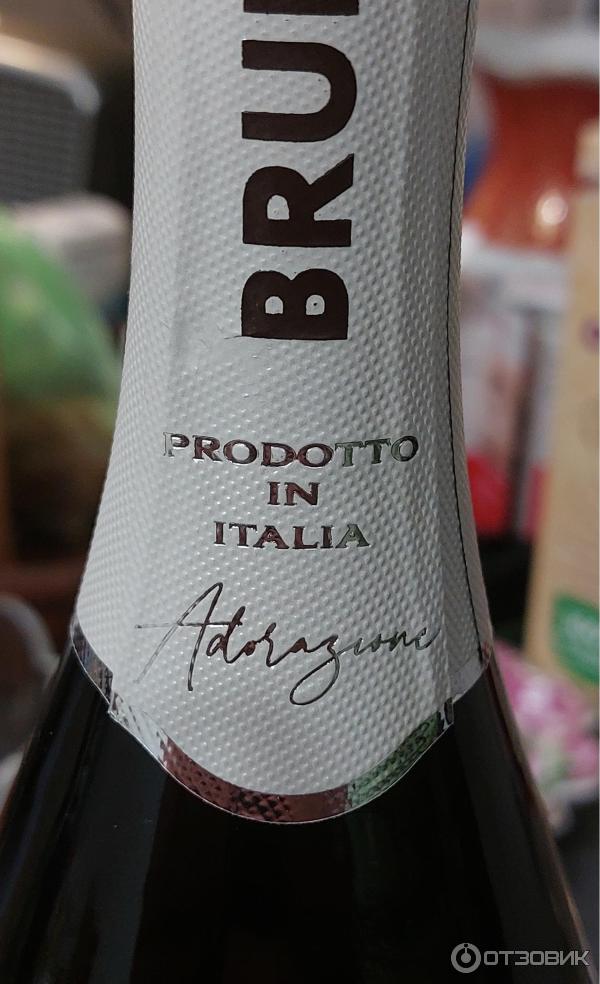 BRU
PRODOTTO
IN
ITALIA
Adorazione
ОТЗОВИК